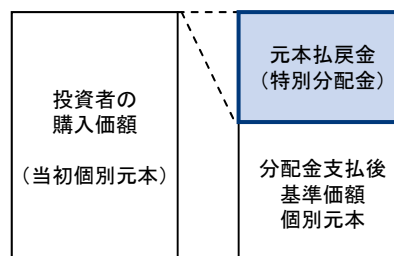 投資者の
購入価額
（当初個別元本）
元本払戻金
（特別分配金）
分配金支払後
基準価額
個別元本